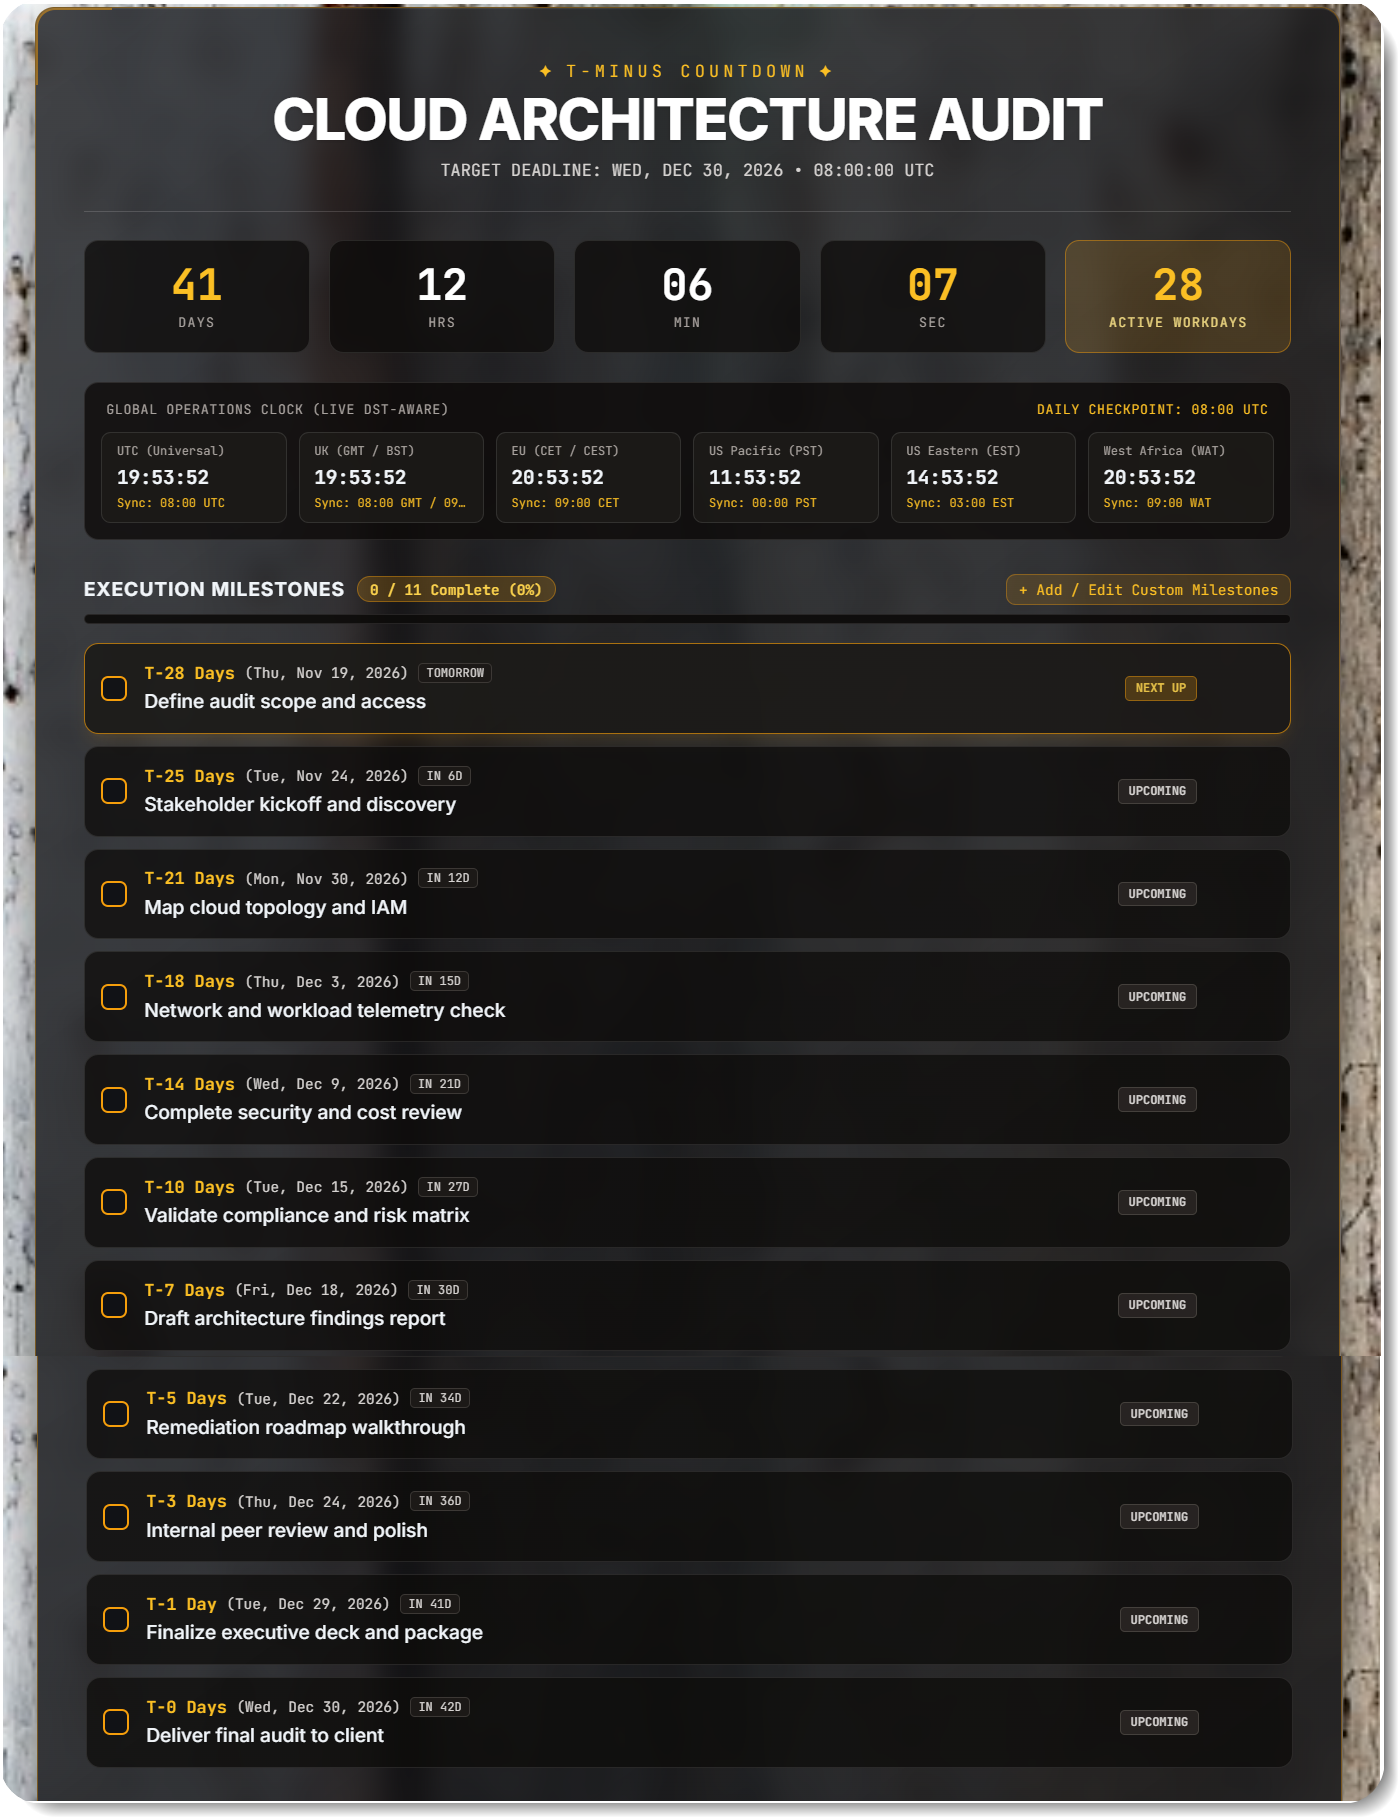 ✦ T-MINUS COUNTDOWN ✦
CLOUD ARCHITECTURE AUDIT
TARGET DEADLINE: WED, DEC 30, 2026 • 08:00:00 UTC
41 12 06 07 28
DAYS HRS MIN SEC ACTIVE WORKDAYS
GLOBAL OPERATIONS CLOCK (LIVE DST-AWARE) DAILY CHECKPOINT: 08:00 UTC
UTC (Universal) UK (GMT / BST) EU (CET / CEST) US Pacific (PST) US Eastern (EST) West Africa (WAT)
19:53:52 19:53:52 20:53:52 11:53:52 14:53:52 20:53:52
Sync: 08:00 UTC Sync: 08:00 GMT / 09… Sync: 09:00 CET Sync: 00:00 PST Sync: 03:00 EST Sync: 09:00 WAT
EXECUTION MILESTONES 0 / 11 Complete (0%) + Add / Edit Custom Milestones
T-28 Days (Thu, Nov 19, 2026) TOMORROW
Define audit scope and access
NEXT UP
T-25 Days (Tue, Nov 24, 2026) IN 6D
Stakeholder kickoff and discovery
UPCOMING
T-21 Days (Mon, Nov 30, 2026) IN 12D
Map cloud topology and IAM
UPCOMING
T-18 Days (Thu, Dec 3, 2026) IN 15D
Network and workload telemetry check
UPCOMING
T-14 Days (Wed, Dec 9, 2026) IN 21D
Complete security and cost review
UPCOMING
T-10 Days (Tue, Dec 15, 2026) IN 27D
Validate compliance and risk matrix
UPCOMING
T-7 Days (Fri, Dec 18, 2026) IN 30D
Draft architecture findings report
UPCOMING
T-5 Days (Tue, Dec 22, 2026) IN 34D
Remediation roadmap walkthrough
UPCOMING
T-3 Days (Thu, Dec 24, 2026) IN 36D
Internal peer review and polish
UPCOMING
T-1 Day (Tue, Dec 29, 2026) IN 41D
Finalize executive deck and package
UPCOMING
T-0 Days (Wed, Dec 30, 2026) IN 42D
Deliver final audit to client
UPCOMING